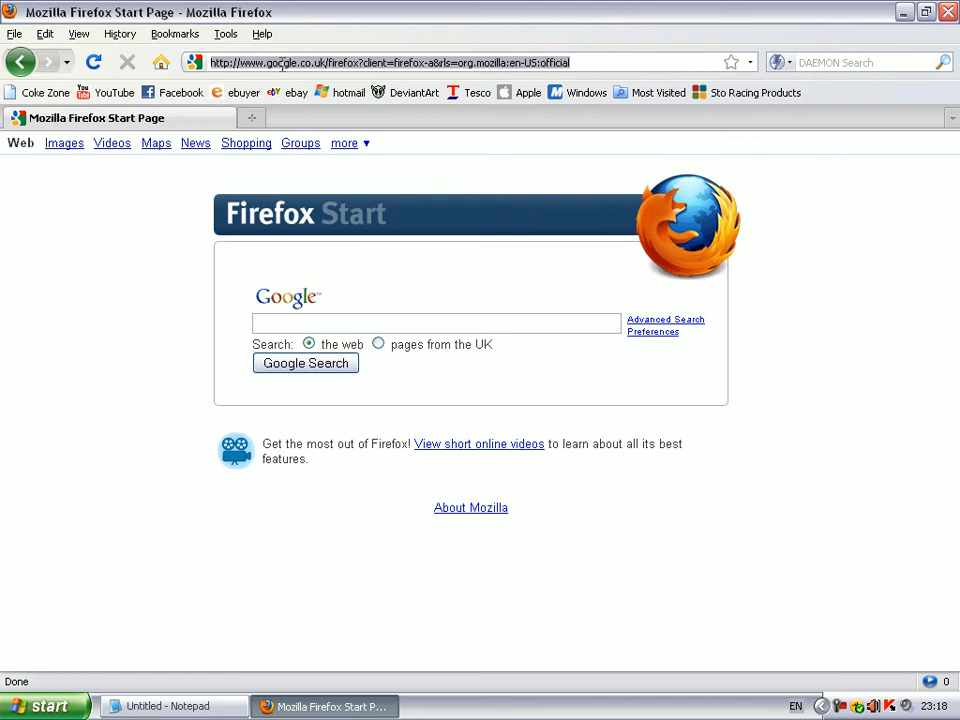 Mozilla Firefox Start Page - Mozilla Firefox
File Edit View History Bookmarks Tools Help
http://www.google.co.uk/firefox?client=firefox-a&rls=org.mozilla:en-US:official
DAEMON Search
Coke Zone YouTube Facebook ebuyer ebay hotmail DeviantArt Tesco Apple Windows Most Visited Sto Racing Products
Mozilla Firefox Start Page
Web Images Videos Maps News Shopping Groups more ▼
Firefox Start
Google™
Advanced Search
Preferences
Search: the web pages from the UK
Google Search
Get the most out of Firefox! View short online videos to learn about all its best
features.
About Mozilla
Done
0
start Untitled - Notepad Mozilla Firefox Start P... EN 23:18